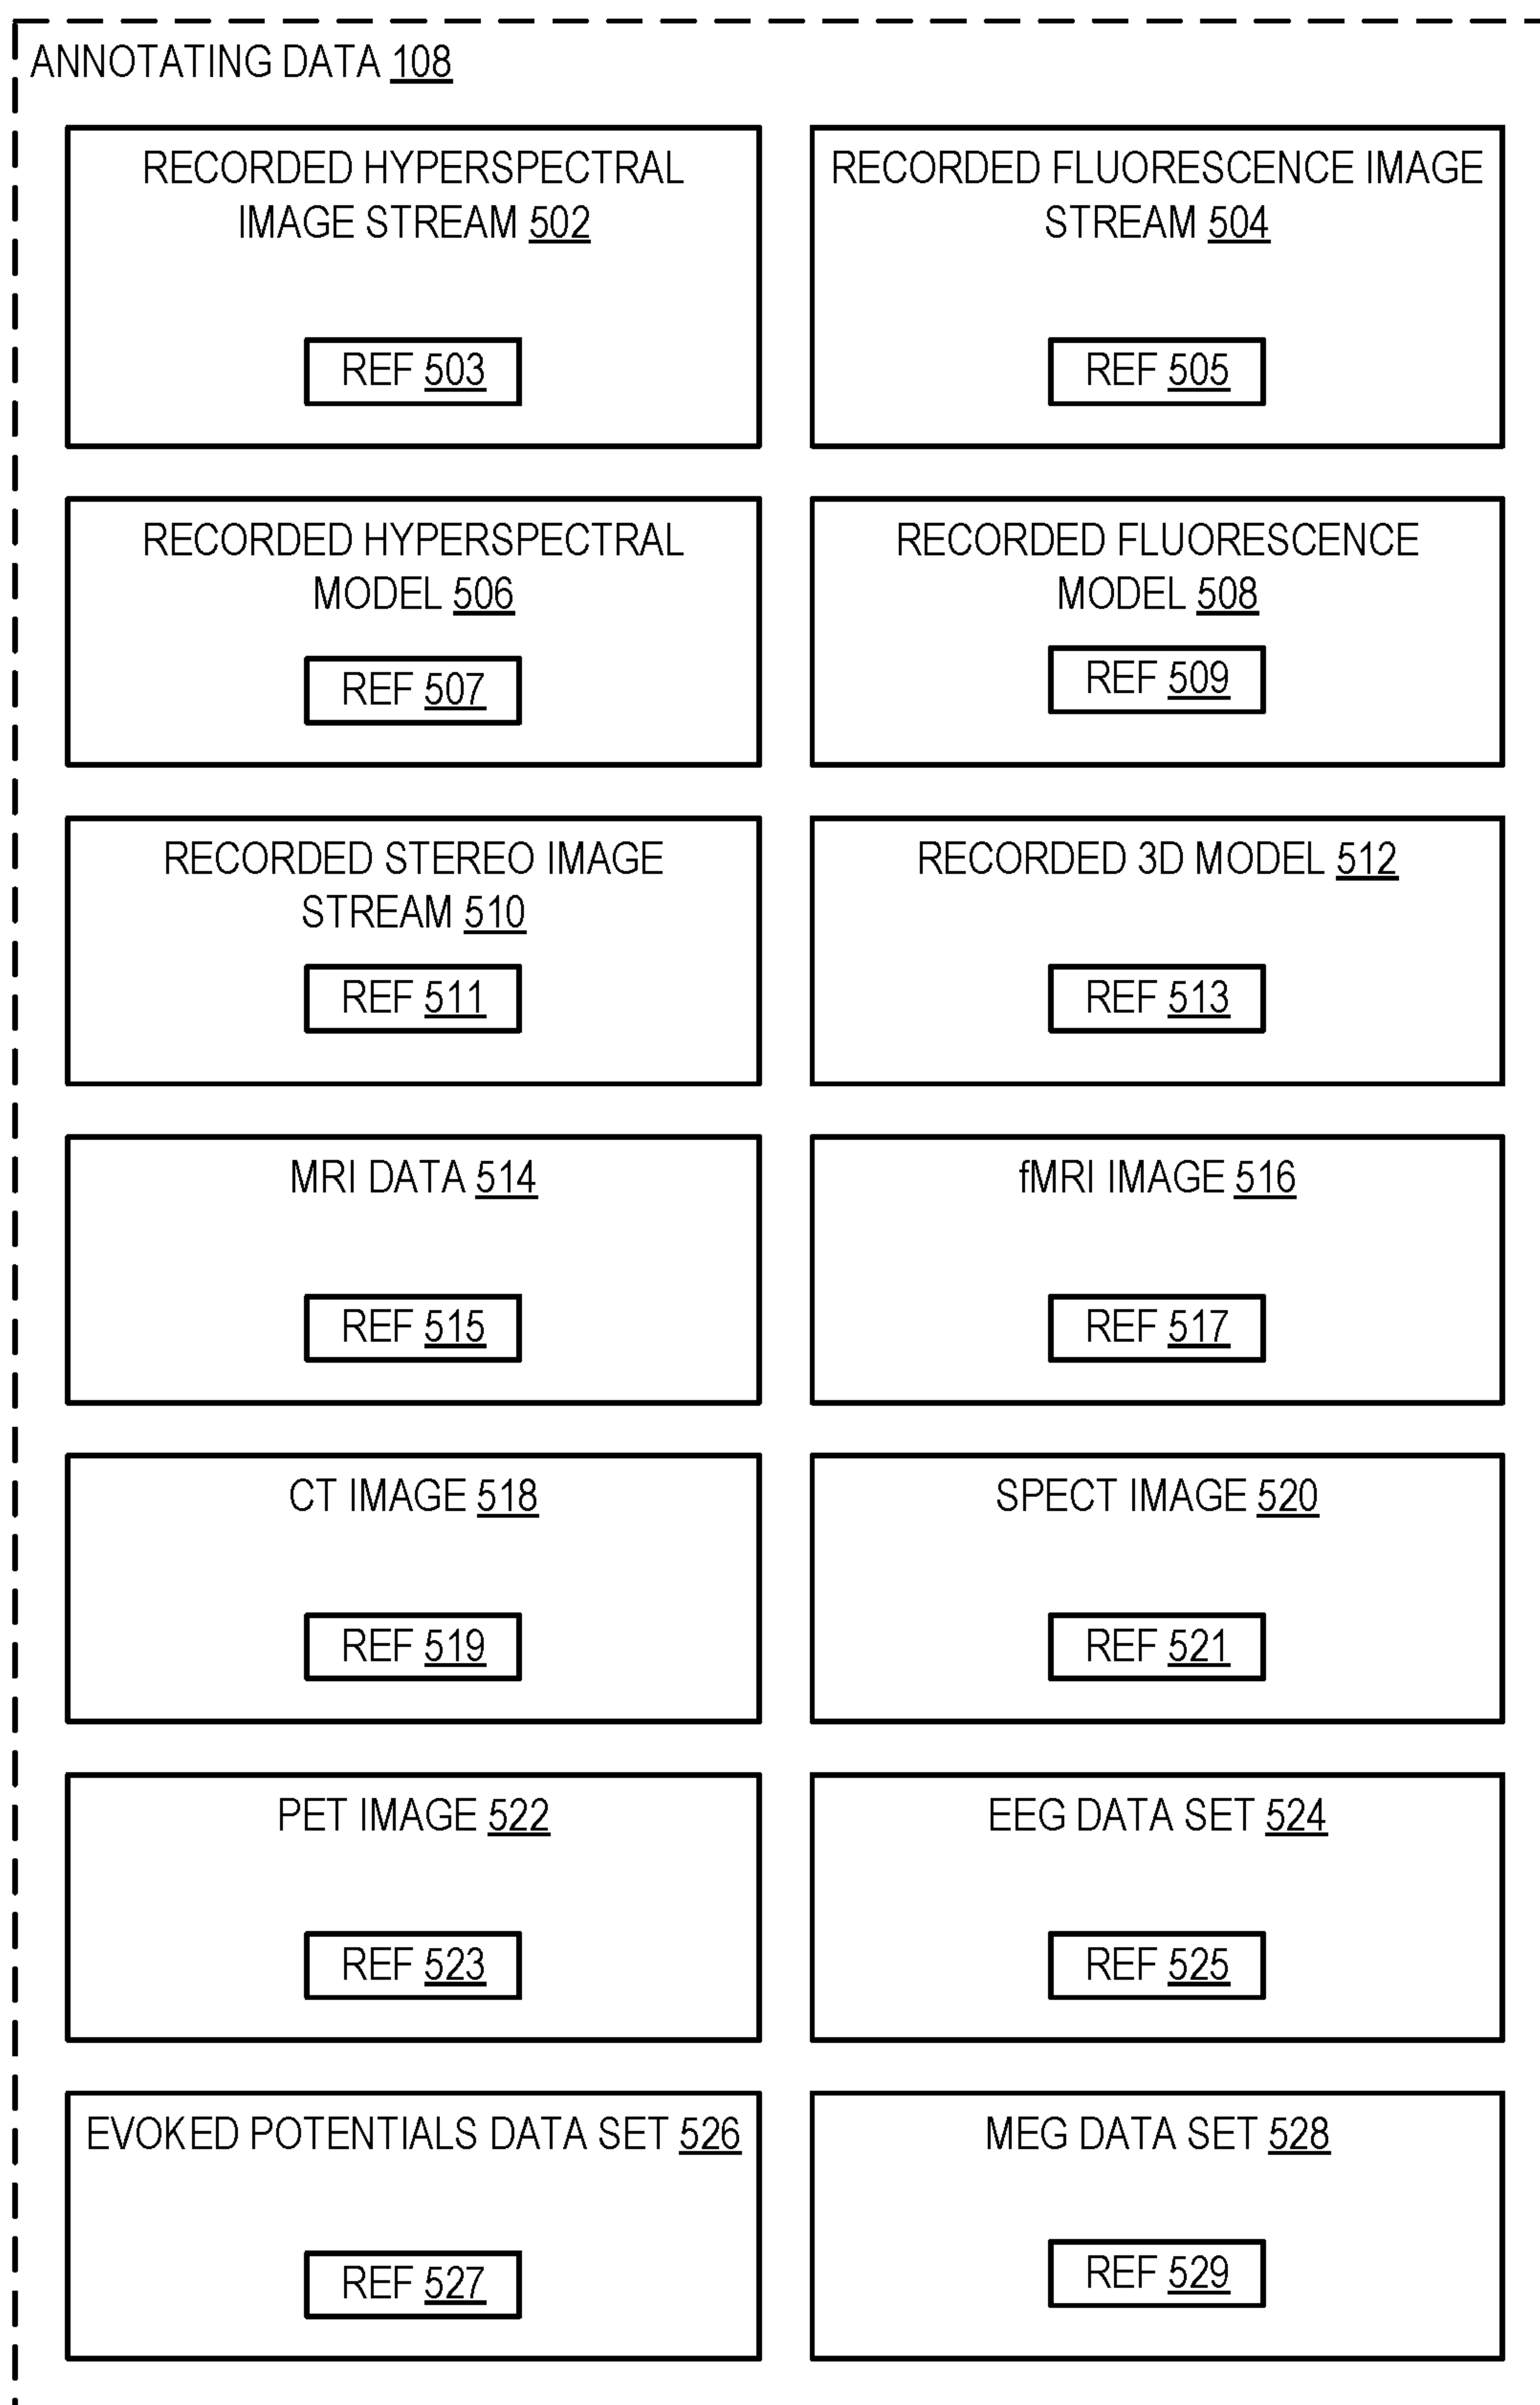 ANNOTATING DATA 108
RECORDED HYPERSPECTRAL
IMAGE STREAM 502
REF 503
RECORDED FLUORESCENCE IMAGE
STREAM 504
REF 505
RECORDED HYPERSPECTRAL
MODEL 506
REF 507
RECORDED FLUORESCENCE
MODEL 508
REF 509
RECORDED STEREO IMAGE
STREAM 510
REF 511
RECORDED 3D MODEL 512
REF 513
MRI DATA 514
REF 515
fMRI IMAGE 516
REF 517
CT IMAGE 518
REF 519
SPECT IMAGE 520
REF 521
PET IMAGE 522
REF 523
EEG DATA SET 524
REF 525
EVOKED POTENTIALS DATA SET 526
REF 527
MEG DATA SET 528
REF 529